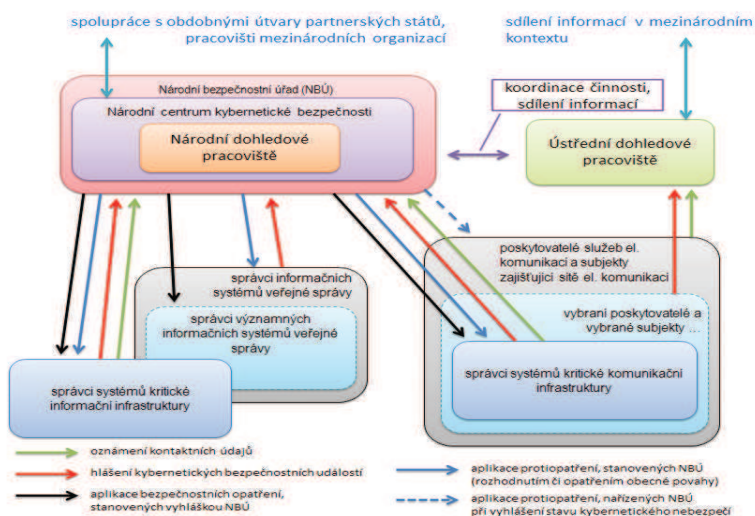 spolupráce s obdobnými útvary partnerských států,
pracovišti mezinárodních organizací
sdílení informací v mezinárodním
kontextu
Národní bezpečnostní úřad (NBÚ)
Národní centrum kybernetické bezpečnosti
Národní dohledové
pracoviště
koordinace činnosti,
sdílení informací
Ústřední dohledové
pracoviště
správci informačních
systémů veřejné správy
správci významných
informačních systémů veřejné
správy
správci systémů kritické
informační infrastruktury
poskytovatelé služeb el.
komunikací a subjekty
zajišťující sítě el. komunikací
vybraní poskytovatelé a
vybrané subjekty ...
správci systémů kritické komunikační
infrastruktury
oznámení kontaktních údajů
hlášení kybernetických bezpečnostních událostí
aplikace bezpečnostních opatření,
stanovených vyhláškou NBÚ
aplikace protiopatření, stanovených NBÚ
(rozhodnutím či opatřením obecné povahy)
aplikace protiopatření, nařízených NBÚ
při vyhlášení stavu kybernetického nebezpečí